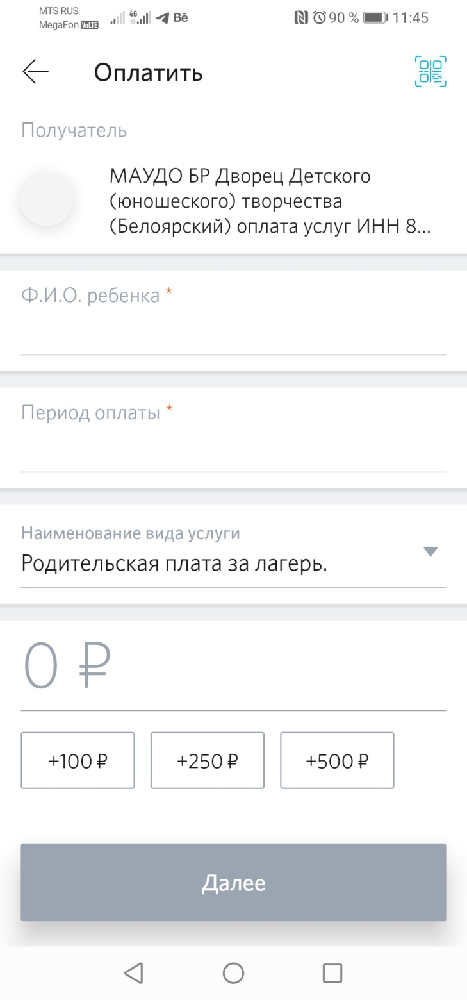 MTS RUS
MegaFon VoLTE 4G Bē 90 % 11:45
Оплатить
Получатель
МАУДО БР Дворец Детского
(юношеского) творчества
(Белоярский) оплата услуг ИНН 8...
Ф.И.О. ребенка *
Период оплаты *
Наименование вида услуги
Родительская плата за лагерь.
0 ₽
+100 ₽ +250 ₽ +500 ₽
Далее